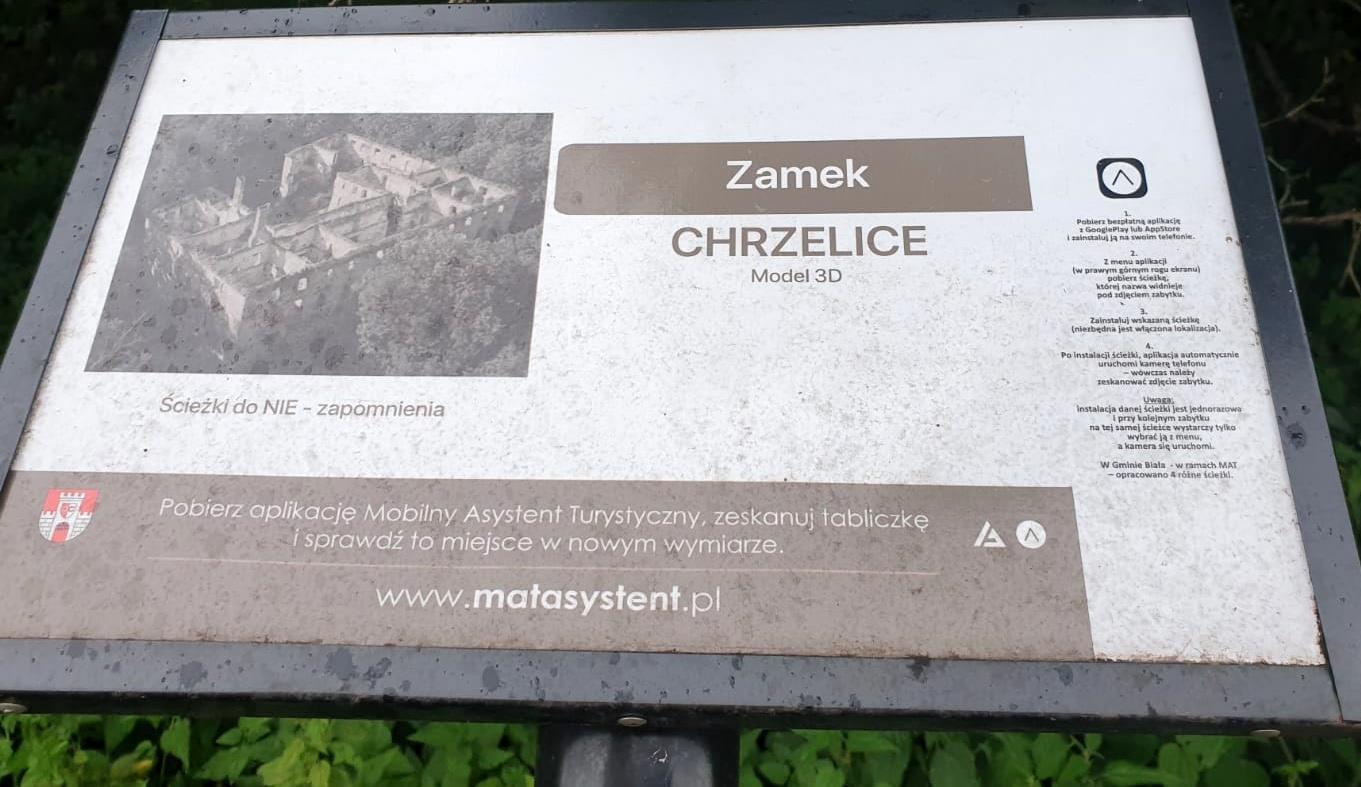 Zamek
CHRZELICE
Model 3D
Ścieżki do NIE - zapomnienia
1.
Pobierz bezpłatną aplikację
z GooglePlay lub AppStore
i zainstaluj ją na swoim telefonie.
2.
Z menu aplikacji
(w prawym górnym rogu ekranu)
pobierz ścieżkę,
której nazwa widnieje
pod zdjęciem zabytku.
3.
Zainstaluj wskazaną ścieżkę
(niezbędna jest włączona lokalizacja).
4.
Po instalacji ścieżki, aplikacja automatycznie
uruchomi kamerę telefonu
– wówczas należy
zeskanować zdjęcie zabytku.
Uwaga:
Instalacja danej ścieżki jest jednorazowa
i przy kolejnym zabytku
na tej samej ścieżce wystarczy tylko
wybrać ją z menu,
a kamera się uruchomi.
W Gminie Biała - w ramach MAT
– opracowano 4 różne ścieżki.
Pobierz aplikację Mobilny Asystent Turystyczny, zeskanuj tabliczkę
i sprawdź to miejsce w nowym wymiarze.
www.matasystent.pl